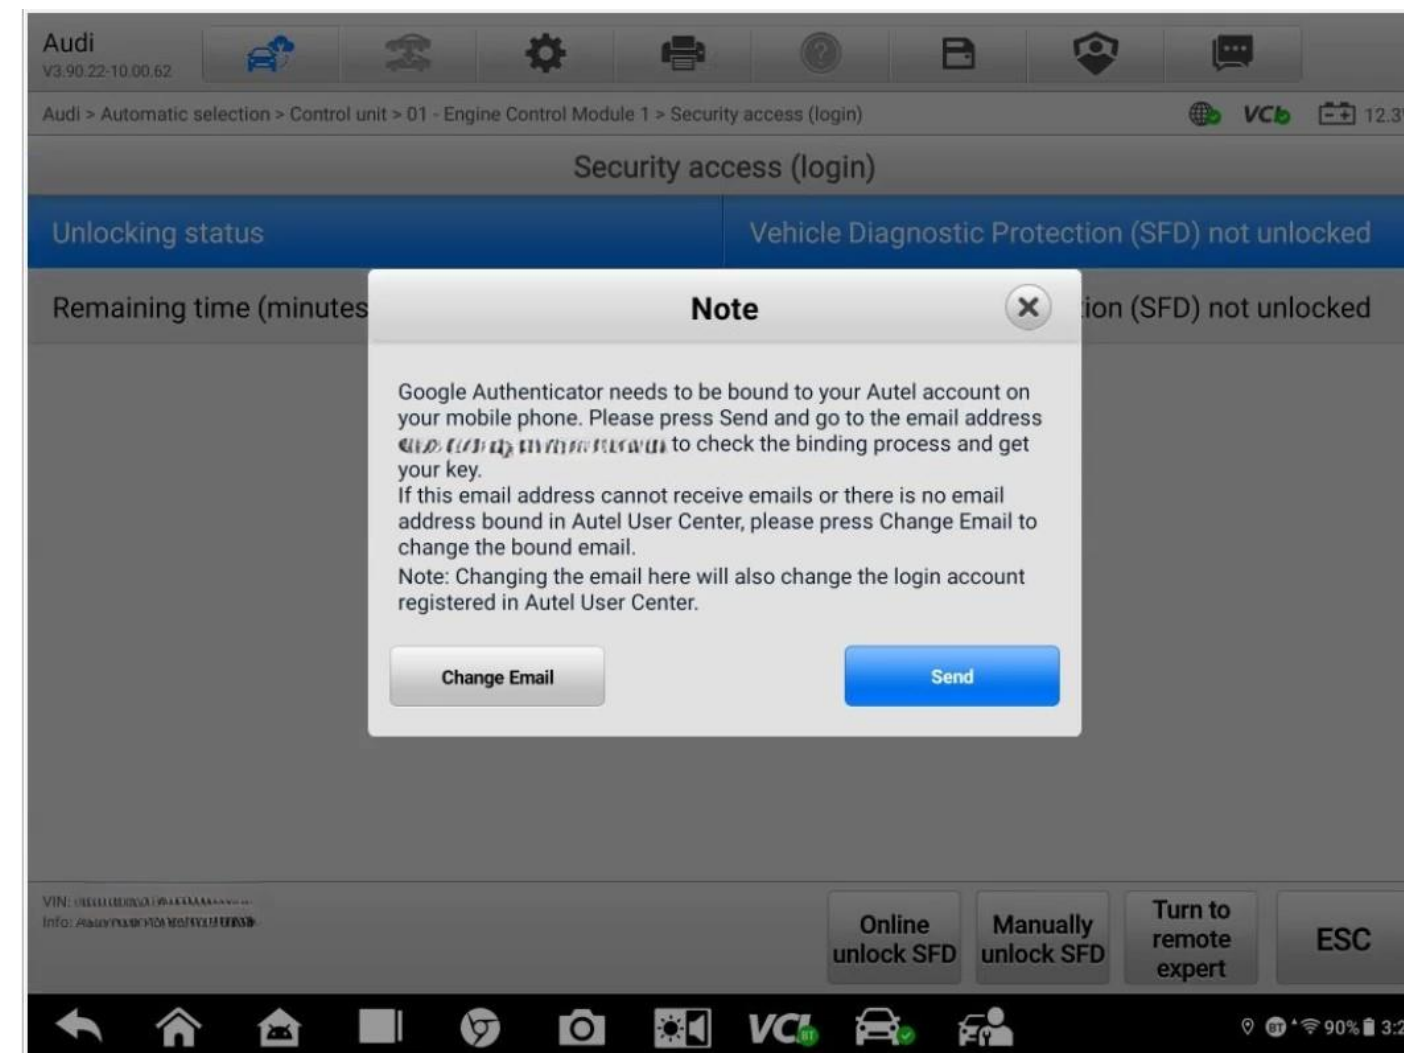 Audi
V3.90.22-10.00.62
Audi > Automatic selection > Control unit > 01 - Engine Control Module 1 > Security access (login)
VCI
12.3
Security access (login)
Unlocking status
Vehicle Diagnostic Protection (SFD) not unlocked
Remaining time (minutes
ion (SFD) not unlocked
Note
Google Authenticator needs to be bound to your Autel account on
your mobile phone. Please press Send and go to the email address
to check the binding process and get
your key.
If this email address cannot receive emails or there is no email
address bound in Autel User Center, please press Change Email to
change the bound email.
Note: Changing the email here will also change the login account
registered in Autel User Center.
Change Email
Send
VIN:
Info:
Online
unlock SFD
Manually
unlock SFD
Turn to
remote
expert
ESC
VCI
BT
BT
90%
3:2